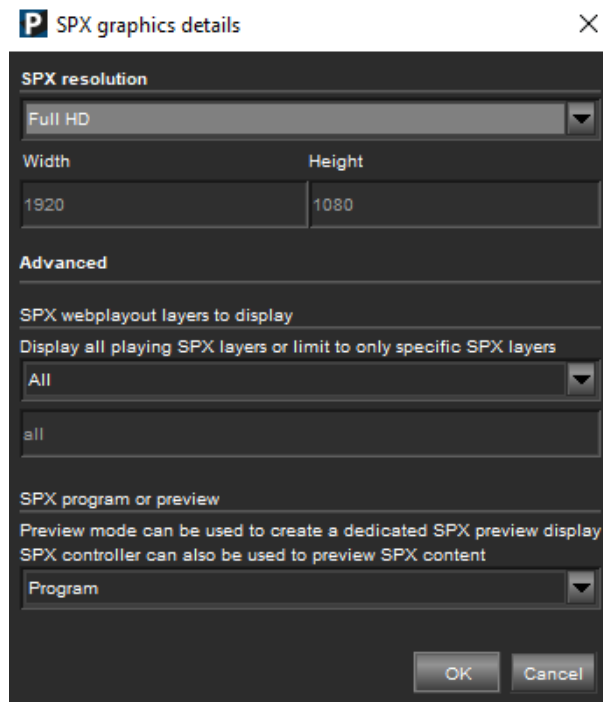 P SPX graphics details
SPX resolution
Full HD
Width Height
1920 1080
Advanced
SPX webplayout layers to display
Display all playing SPX layers or limit to only specific SPX layers
All
all
SPX program or preview
Preview mode can be used to create a dedicated SPX preview display
SPX controller can also be used to preview SPX content
Program
OK Cancel